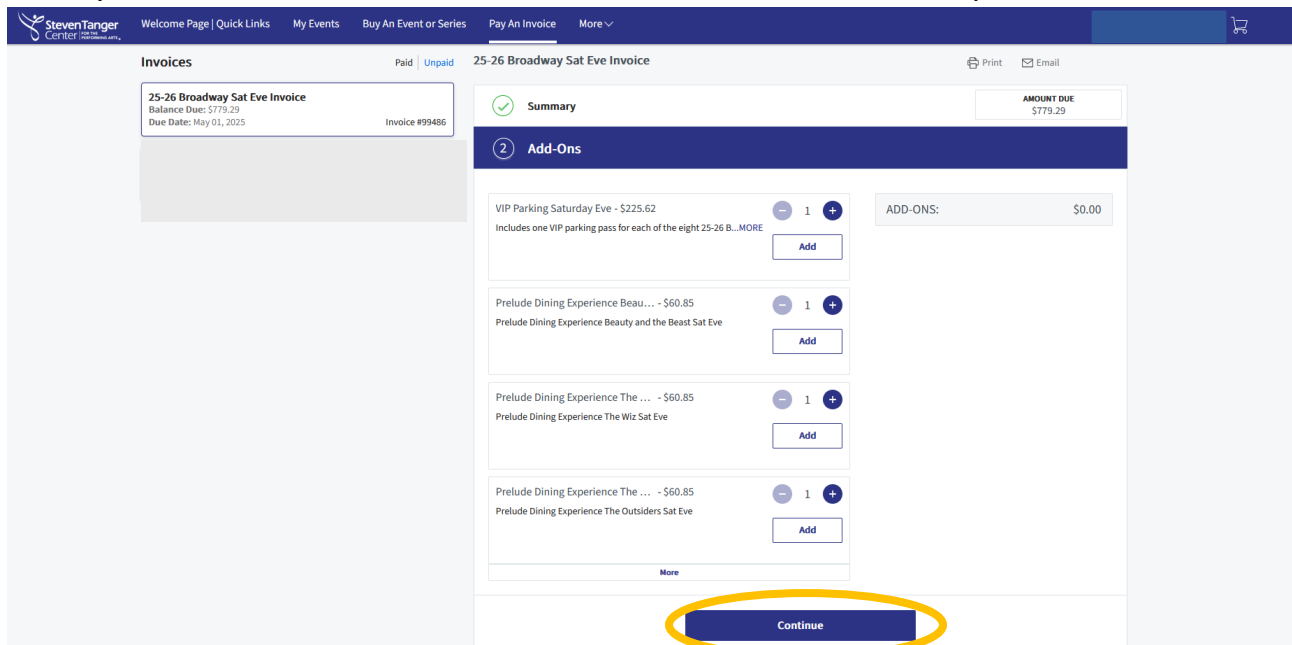 StevenTanger
Center FOR THE PERFORMING ARTS.
Welcome Page | Quick Links My Events Buy An Event or Series Pay An Invoice More
Invoices Paid Unpaid
25-26 Broadway Sat Eve Invoice
Balance Due: $779.29
Due Date: May 01, 2025 Invoice #99486
25-26 Broadway Sat Eve Invoice Print Email
Summary
AMOUNT DUE
$779.29
2 Add-Ons
VIP Parking Saturday Eve - $225.62 1
Includes one VIP parking pass for each of the eight 25-26 B...MORE
Add
Prelude Dining Experience Beau... - $60.85 1
Prelude Dining Experience Beauty and the Beast Sat Eve
Add
Prelude Dining Experience The ... - $60.85 1
Prelude Dining Experience The Wiz Sat Eve
Add
Prelude Dining Experience The ... - $60.85 1
Prelude Dining Experience The Outsiders Sat Eve
Add
More
ADD-ONS: $0.00
Continue